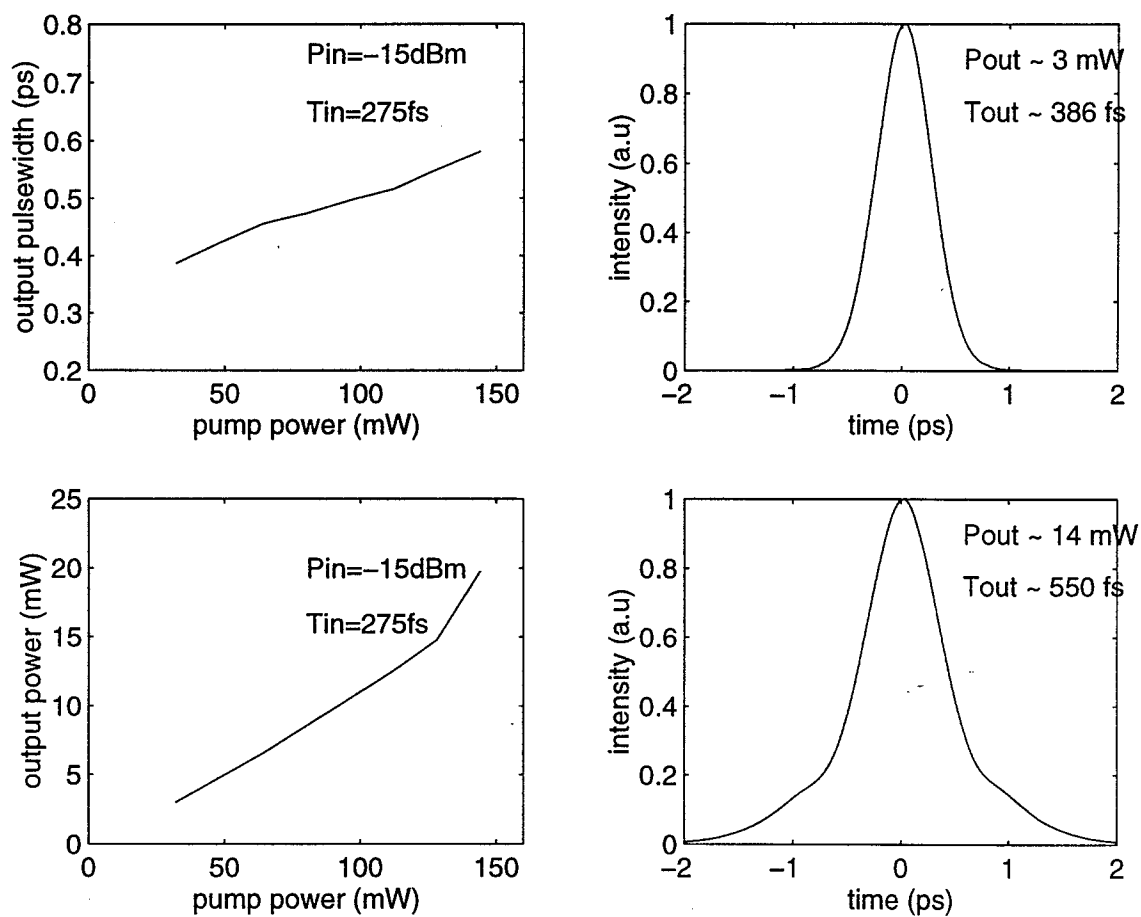 0.8
0.7
0.6
0.5
0.4
0.3
0.2
output pulsewidth (ps)
Pin=−15dBm
Tin=275fs
0 50 100 150
pump power (mW)
1
0.8
0.6
0.4
0.2
0
intensity (a.u)
Pout ~ 3 mW
Tout ~ 386 fs
−2 −1 0 1 2
time (ps)
25
20
15
10
5
0
output power (mW)
Pin=−15dBm
Tin=275fs
0 50 100 150
pump power (mW)
1
0.8
0.6
0.4
0.2
0
intensity (a.u)
Pout ~ 14 mW
Tout ~ 550 fs
−2 −1 0 1 2
time (ps)